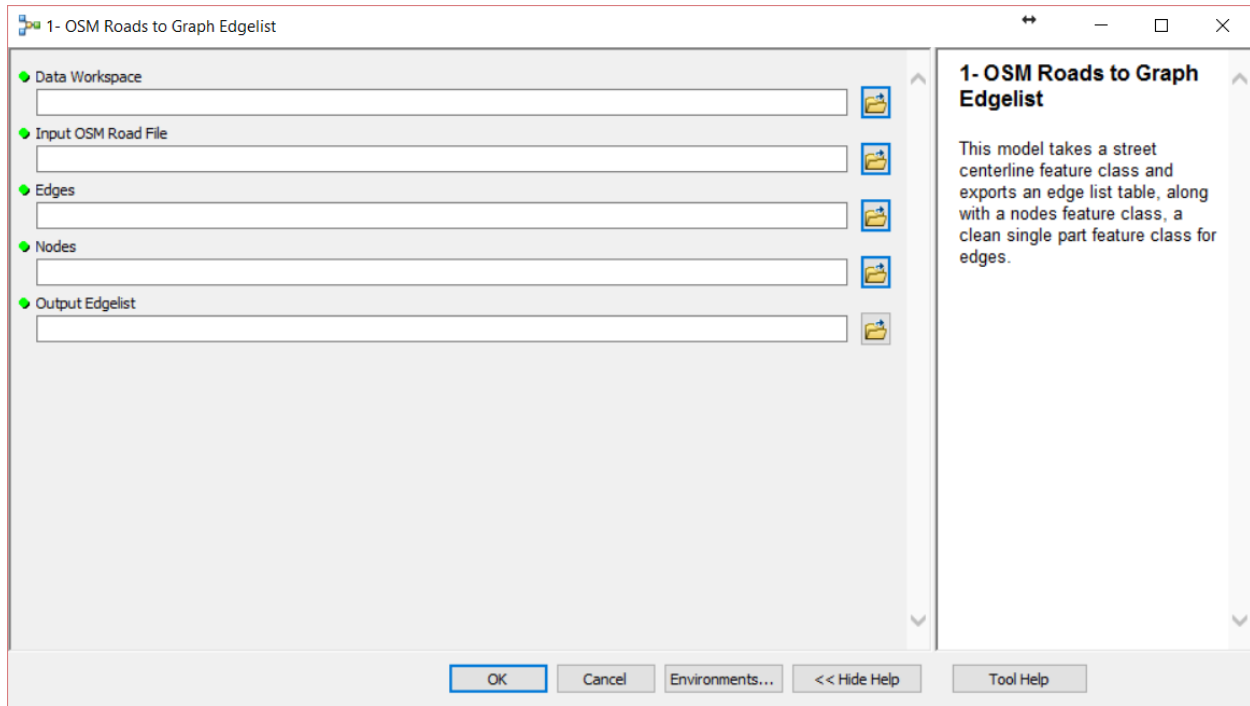 1- OSM Roads to Graph Edgelist
Data Workspace
Input OSM Road File
Edges
Nodes
Output Edgelist
1- OSM Roads to Graph
Edgelist
This model takes a street
centerline feature class and
exports an edge list table, along
with a nodes feature class, a
clean single part feature class for
edges.
OK
Cancel
Environments...
<< Hide Help
Tool Help